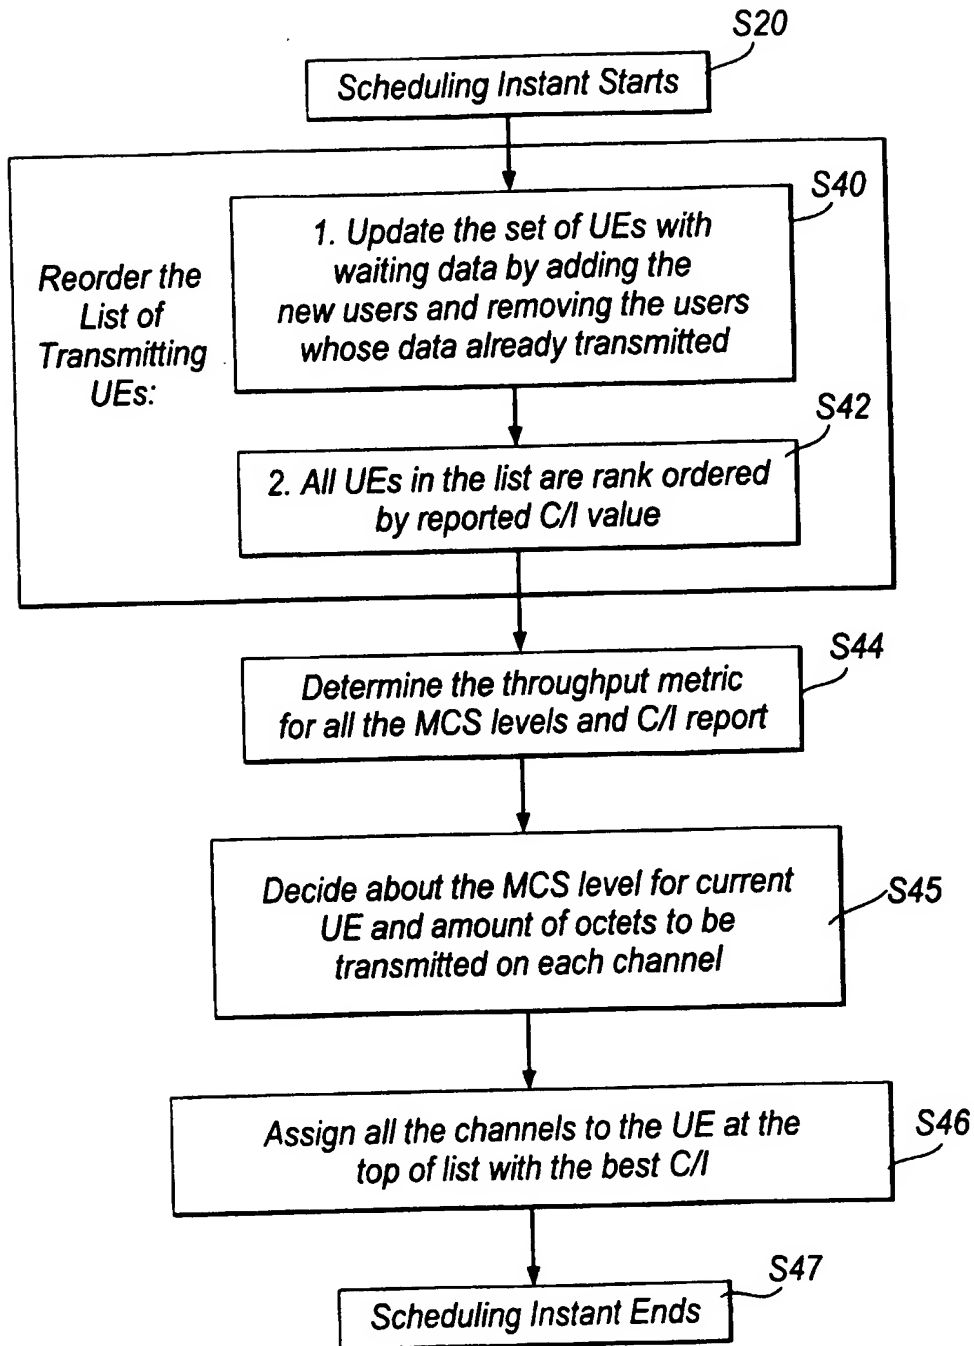 S20
Scheduling Instant Starts
S40
1. Update the set of UEs with
waiting data by adding the
new users and removing the users
whose data already transmitted
Reorder the
List of
Transmitting
UEs:
S42
2. All UEs in the list are rank ordered
by reported C/I value
S44
Determine the throughput metric
for all the MCS levels and C/I report
Decide about the MCS level for current
UE and amount of octets to be
transmitted on each channel
S45
Assign all the channels to the UE at the
top of list with the best C/I
S46
S47
Scheduling Instant Ends